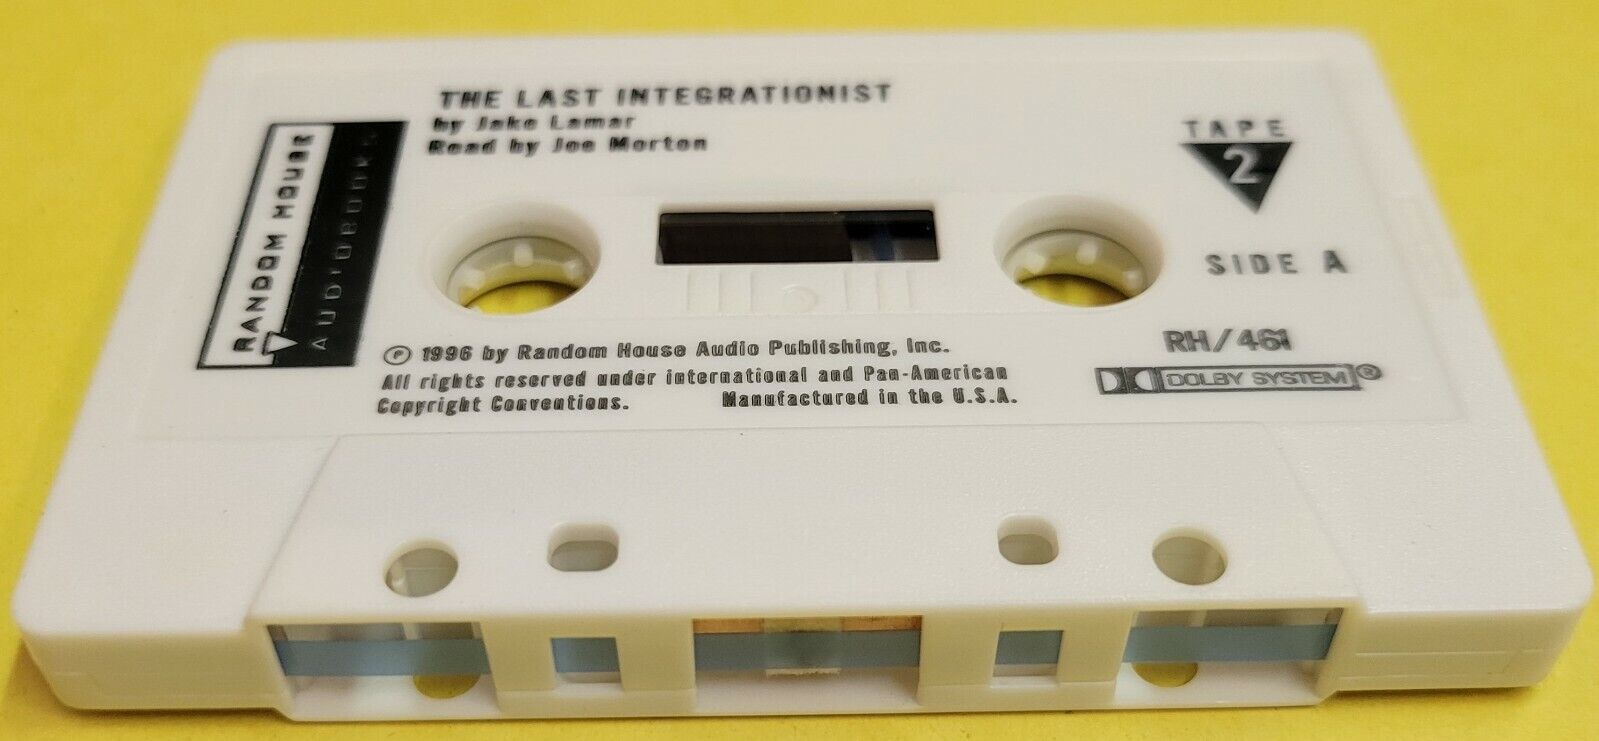 THE LAST INTEGRATIONIST
by Jake Lamar
Read by Joe Morton
RANDOM HOUSE
AUDIOBOOKS
TAPE
2
SIDE A
℗ 1996 by Random House Audio Publishing, Inc.
All rights reserved under international and Pan-American
Copyright Conventions. Manufactured in the U.S.A.
RH/461
DOLBY SYSTEM®